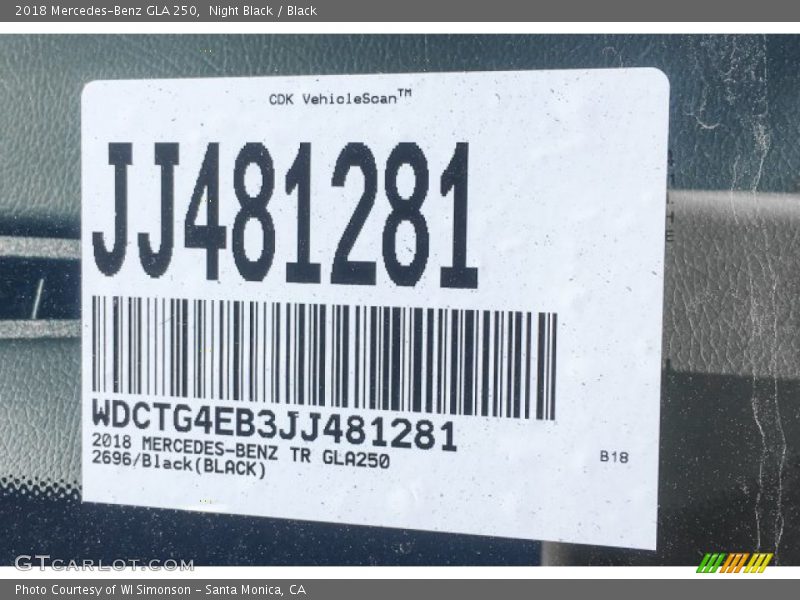 2018 Mercedes-Benz GLA 250,  Night Black / Black
CDK VehicleScan™
JJ481281
WDCTG4EB3JJ481281
2018 MERCEDES-BENZ TR GLA250
2696/Black(BLACK)
B18
GTCARLOT.COM
Photo Courtesy of WI Simonson - Santa Monica, CA